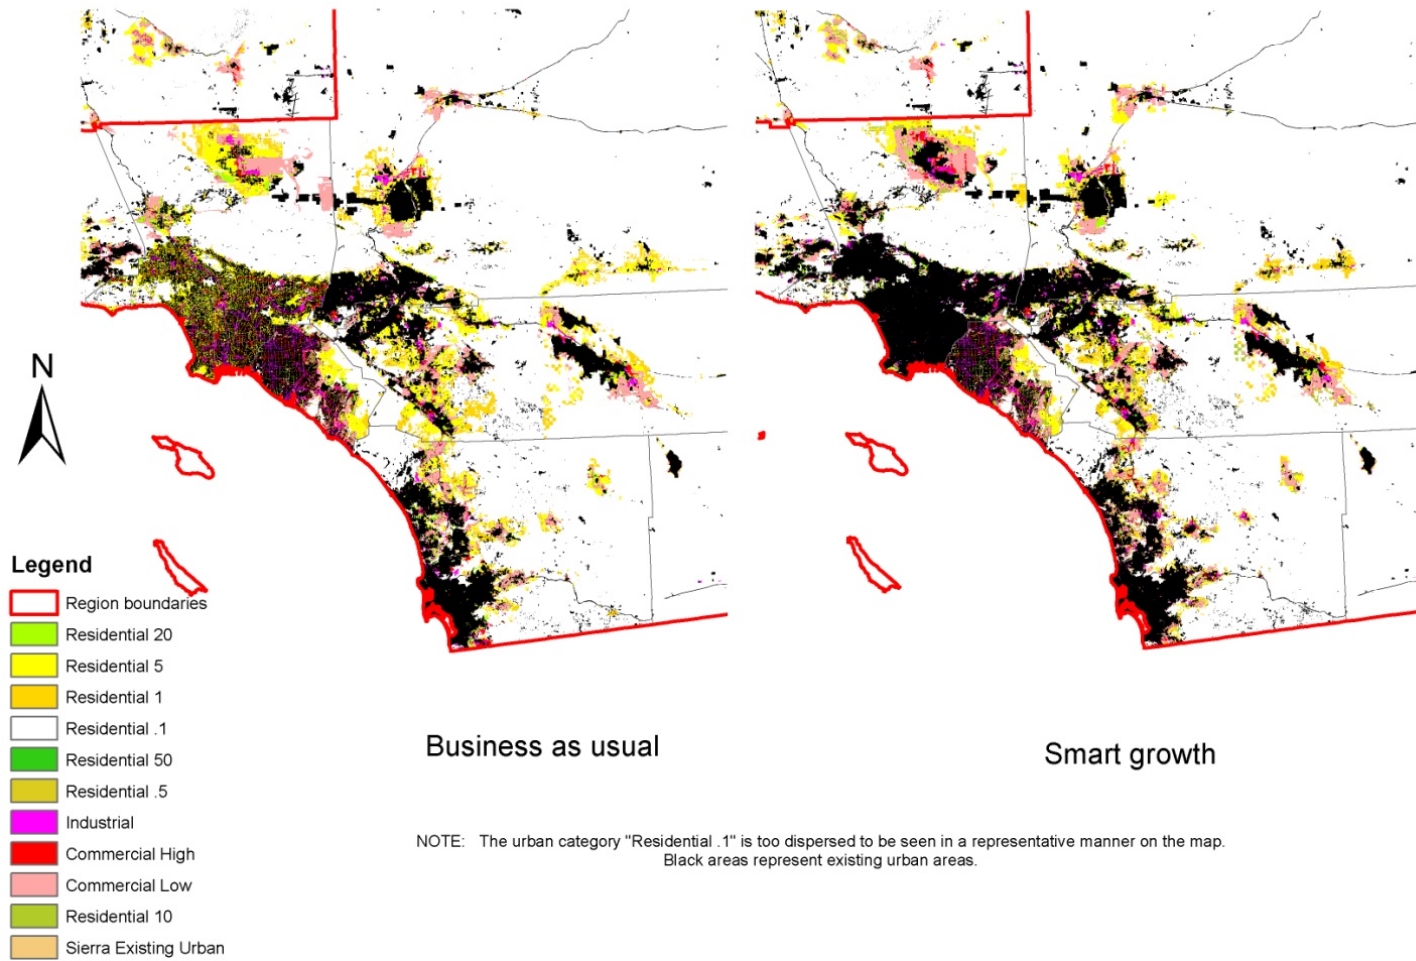 N
Legend
Region boundaries
Residential 20
Residential 5
Residential 1
Residential .1
Residential 50
Residential .5
Industrial
Commercial High
Commercial Low
Residential 10
Sierra Existing Urban
Business as usual
Smart growth
NOTE: The urban category "Residential .1" is too dispersed to be seen in a representative manner on the map.
Black areas represent existing urban areas.